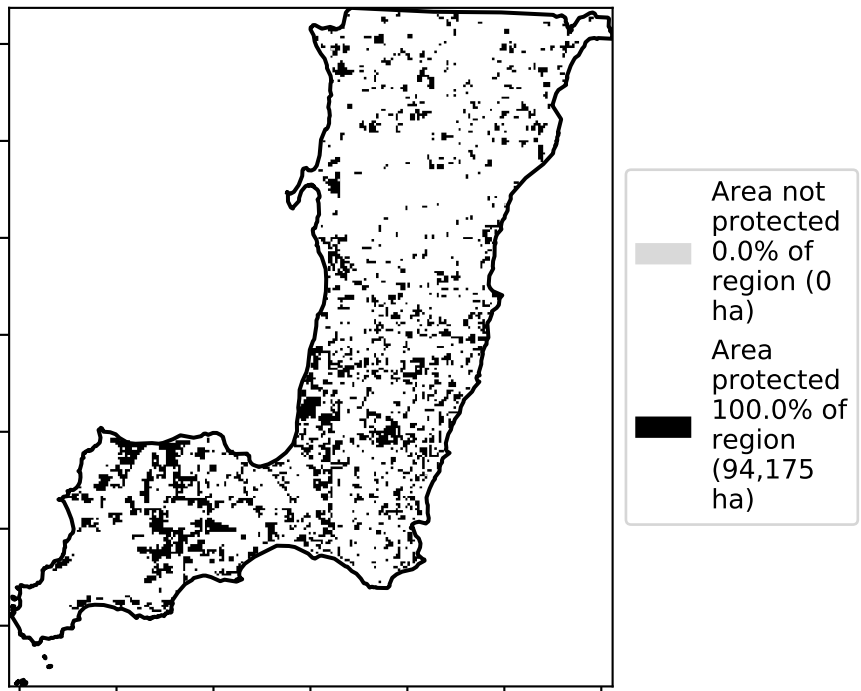 Area not
protected
0.0% of
region (0
ha)
Area
protected
100.0% of
region
(94,175
ha)